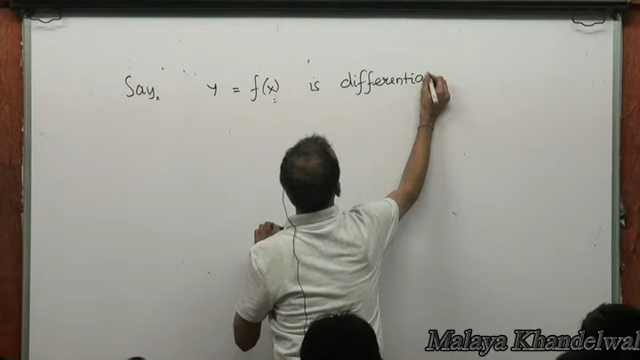 Say, y = f(x) is differentia
Malaya Khandelwal